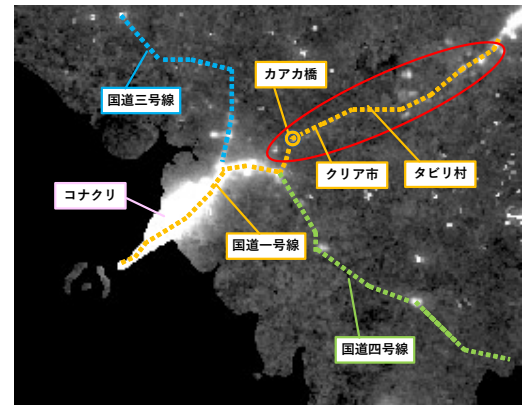 カアカ橋
国道三号線
クリア市
タビリ村
コナクリ
国道一号線
国道四号線